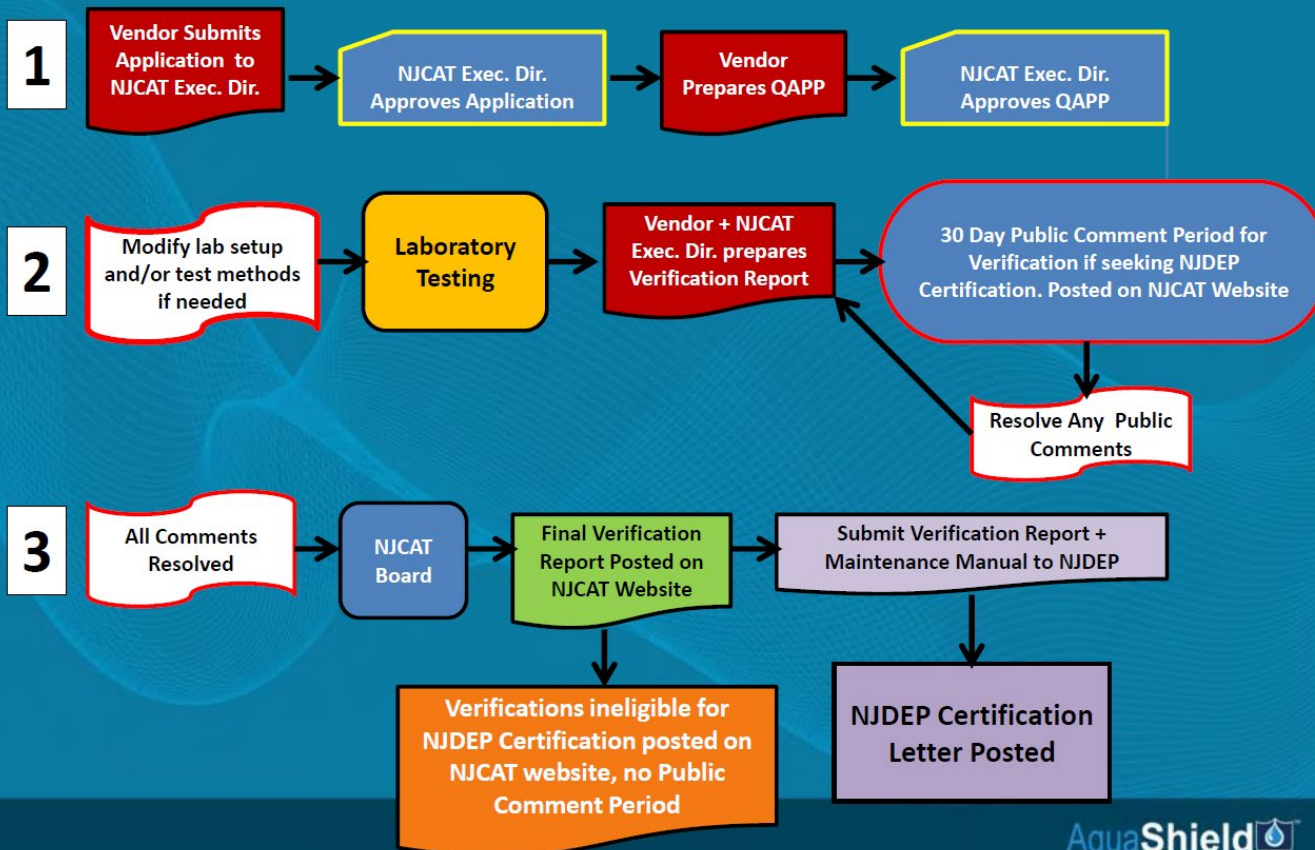 1
Vendor Submits
Application to
NJCAT Exec. Dir.
NJCAT Exec. Dir.
Approves Application
Vendor
Prepares QAPP
NJCAT Exec. Dir.
Approves QAPP
2
Modify lab setup
and/or test methods
if needed
Laboratory
Testing
Vendor + NJCAT
Exec. Dir. prepares
Verification Report
30 Day Public Comment Period for
Verification if seeking NJDEP
Certification. Posted on NJCAT Website
Resolve Any Public
Comments
3
All Comments
Resolved
NJCAT
Board
Final Verification
Report Posted on
NJCAT Website
Submit Verification Report +
Maintenance Manual to NJDEP
Verifications ineligible for
NJDEP Certification posted on
NJCAT website, no Public
Comment Period
NJDEP Certification
Letter Posted
AquaShield™